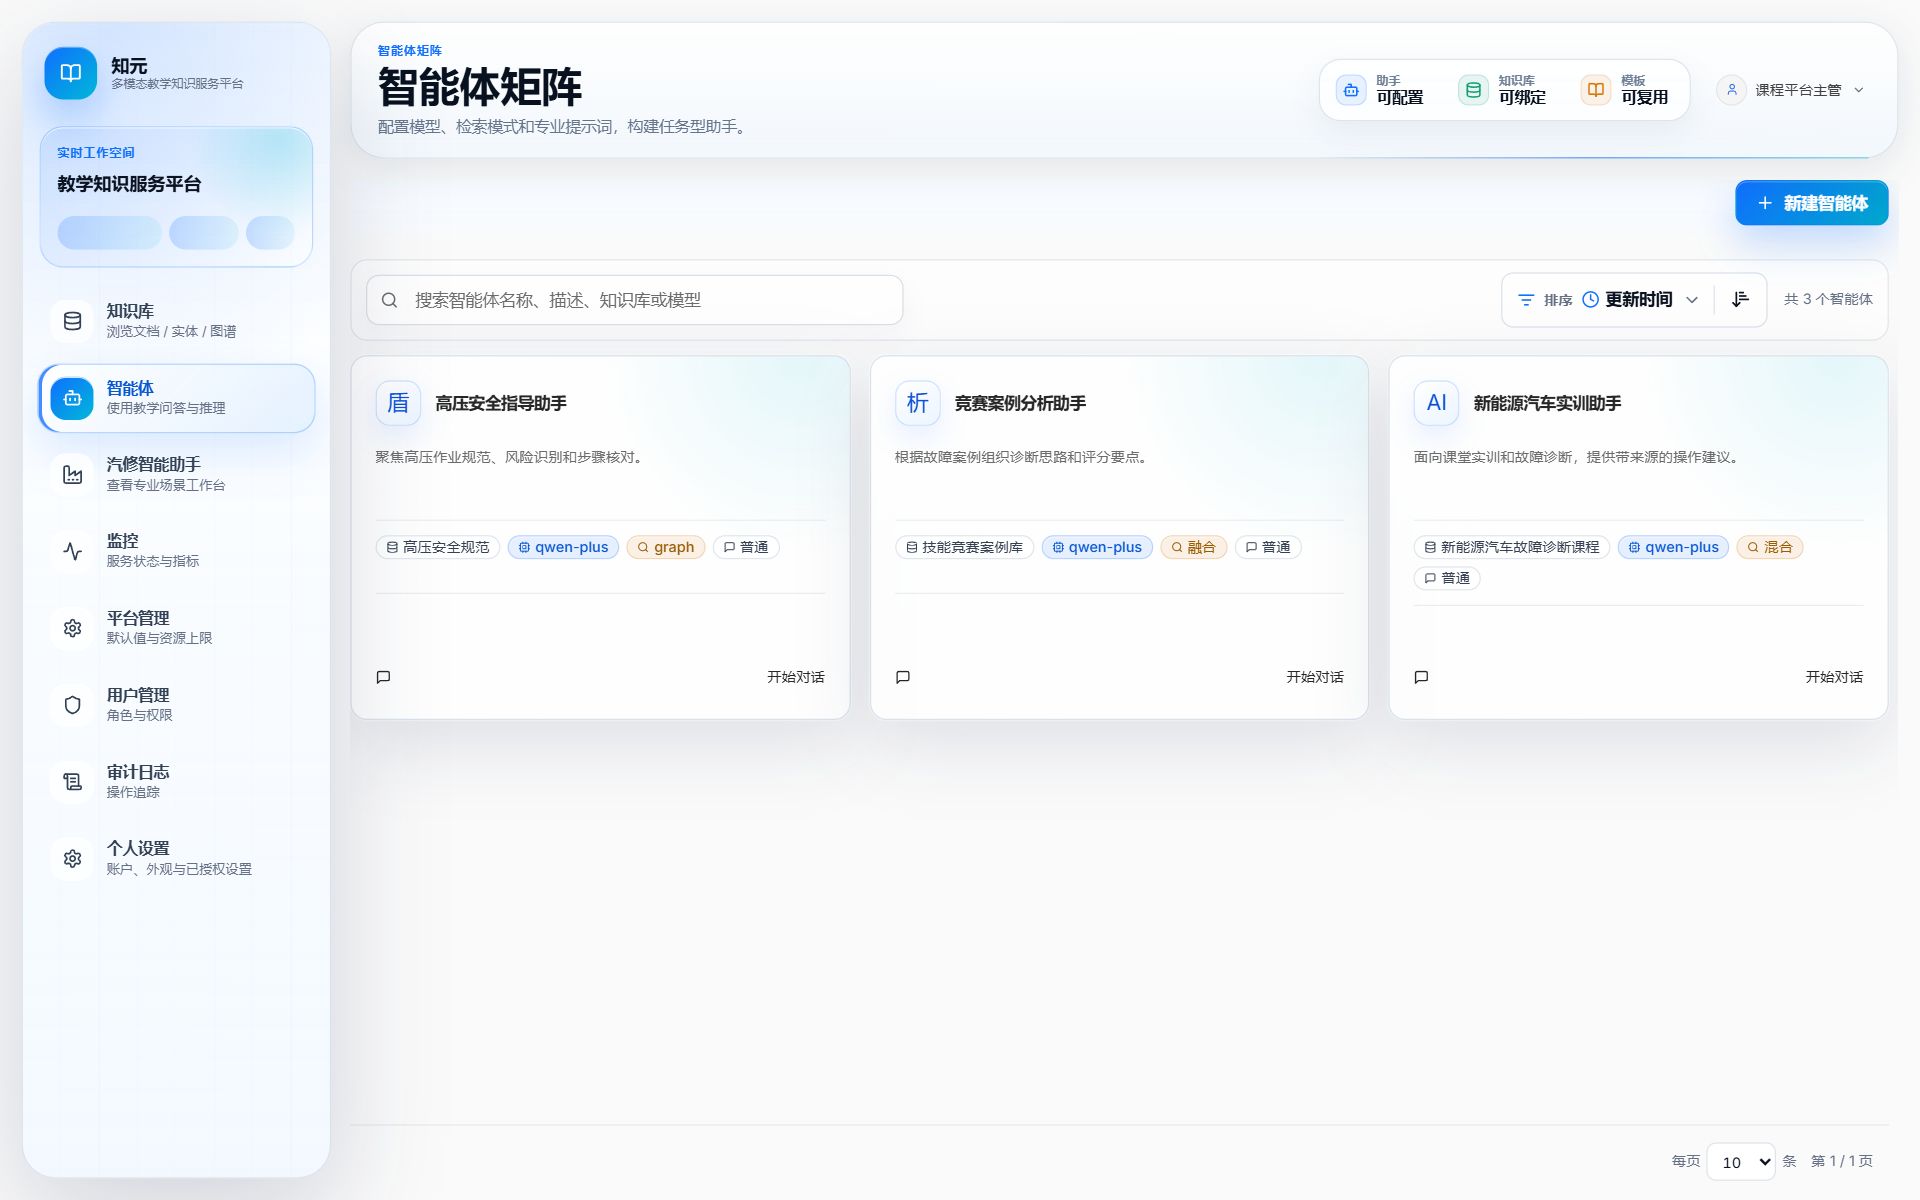 知元
多模态教学知识服务平台
实时工作空间
教学知识服务平台
知识库
浏览文档 / 实体 / 图谱
智能体
使用教学问答与推理
汽修智能助手
查看专业场景工作台
监控
服务状态与指标
平台管理
默认值与资源上限
用户管理
角色与权限
审计日志
操作追踪
个人设置
账户、外观与已授权设置
智能体矩阵
智能体矩阵
配置模型、检索模式和专业提示词，构建任务型助手。
助手
可配置
知识库
可绑定
模板
可复用
课程平台主管
新建智能体
搜索智能体名称、描述、知识库或模型
排序 更新时间
共 3 个智能体
盾 高压安全指导助手
聚焦高压作业规范、风险识别和步骤核对。
高压安全规范 qwen-plus graph 普通
开始对话
析 竞赛案例分析助手
根据故障案例组织诊断思路和评分要点。
技能竞赛案例库 qwen-plus 融合 普通
开始对话
AI 新能源汽车实训助手
面向课堂实训和故障诊断，提供带来源的操作建议。
新能源汽车故障诊断课程 qwen-plus 混合
普通
开始对话
每页 10 条 第 1 / 1 页